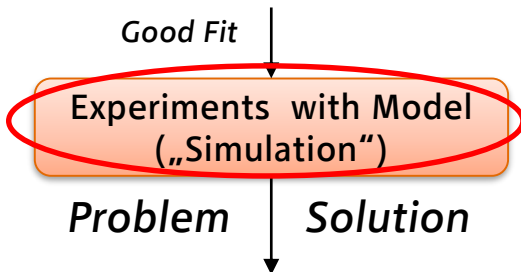 Good Fit
Experiments with Model
(„Simulation“)
Problem Solution